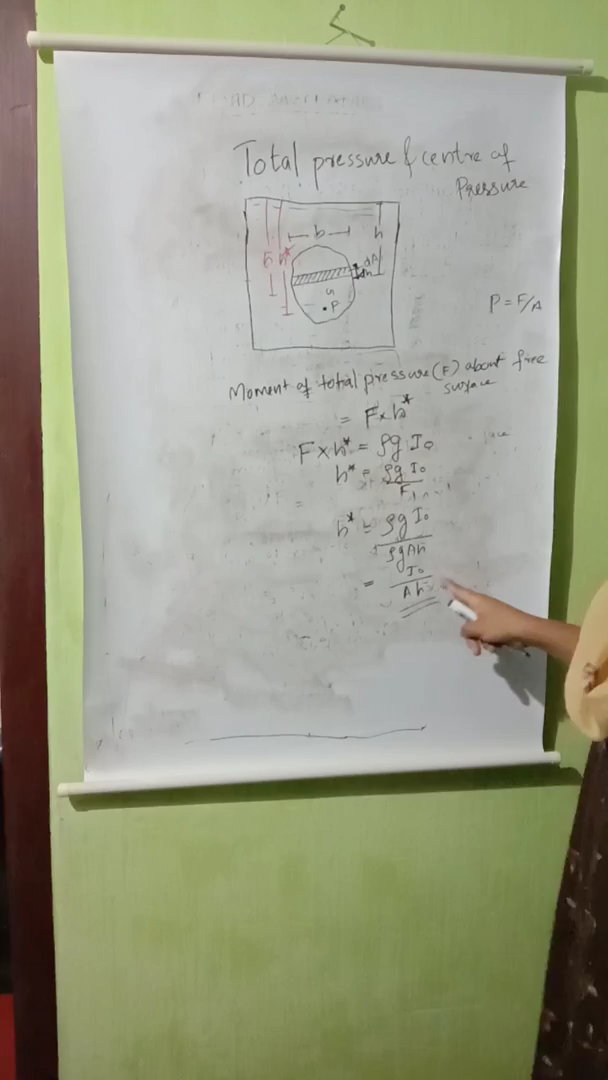 Total pressure & centre of
Pressure
b
h
h̄
h*
dA
dh
G
.P
P = F/A
Moment of total pressure (F) about free
surface
= F × h*
F × h* = ρg I₀
h* = ρg I₀
F
h* = ρg I₀
ρgAh̄
= I₀
Ah̄